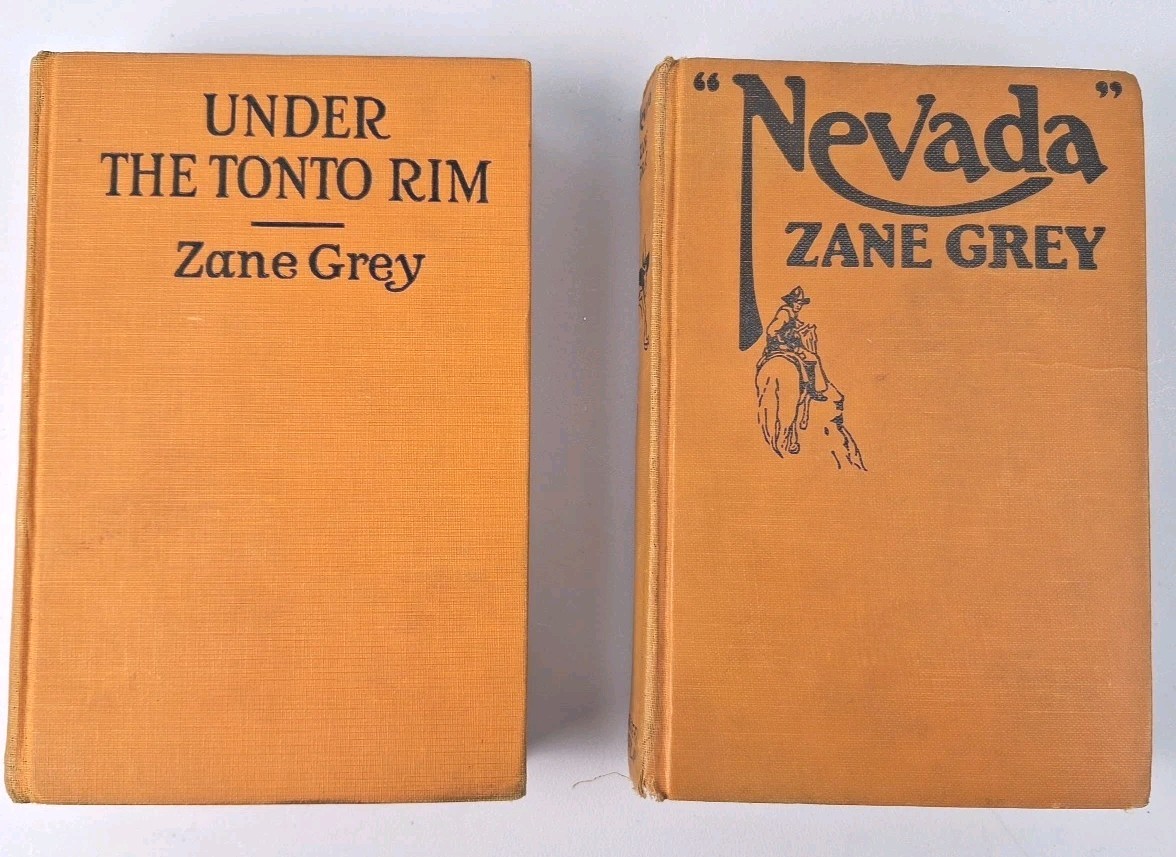 UNDER
THE TONTO RIM
Zane Grey
“Nevada”
ZANE GREY